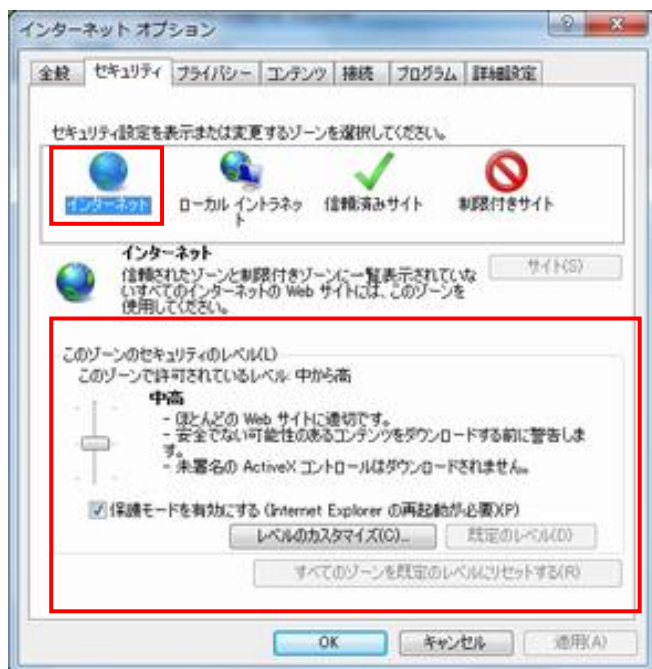 インターネット オプション
全般 セキュリティ プライバシー コンテンツ 接続 プログラム 詳細設定
セキュリティ設定を表示または変更するゾーンを選択してください。
インターネット ローカル イントラネッ 信頼済みサイト 制限付きサイト
ト
インターネット
サイト(S)
信頼されたゾーンと制限付きゾーンに一覧表示されていな
いすべてのインターネットの Web サイトには、このゾーンを
使用してください。
このゾーンのセキュリティのレベル(L)
このゾーンで許可されているレベル: 中から高
中高
- ほとんどの Web サイトに適切です。
- 安全でない可能性のあるコンテンツをダウンロードする前に警告しま
す。
- 未署名の ActiveX コントロールはダウンロードされません。
保護モードを有効にする (Internet Explorer の再起動が必要)(P)
レベルのカスタマイズ(C)... 既定のレベル(D)
すべてのゾーンを既定のレベルにリセットする(R)
OK キャンセル 適用(A)